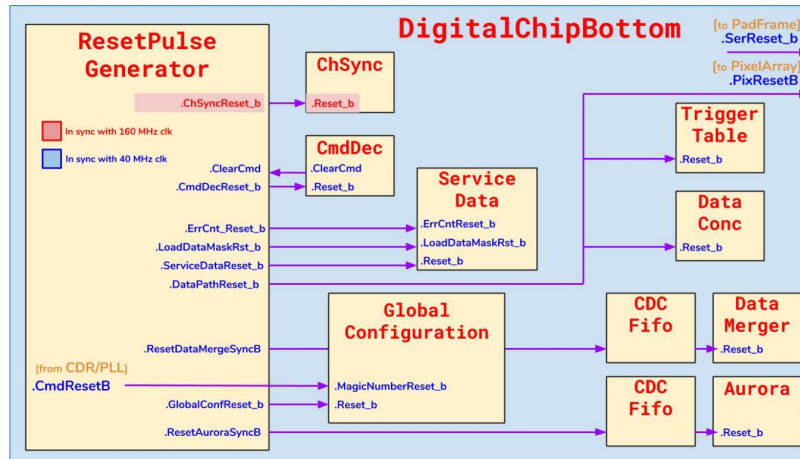 DigitalChipBottom
[to PadFrame]
.SerReset_b
[to PixelArray]
.PixResetB
ResetPulse
Generator
.ChSyncReset_b
In sync with 160 MHz clk
In sync with 40 MHz clk
.ClearCmd
.CmdDecReset_b
.ErrCnt_Reset_b
.LoadDataMaskRst_b
.ServiceDataReset_b
.DataPathReset_b
.ResetDataMergeSyncB
[from CDR/PLL]
.CmdResetB
.GlobalConfReset_b
.ResetAuroraSyncB
ChSync
.Reset_b
CmdDec
.ClearCmd
.Reset_b
Service
Data
.ErrCntReset_b
.LoadDataMaskRst_b
.Reset_b
Trigger
Table
.Reset_b
Data
Conc
.Reset_b
Global
Configuration
.MagicNumberReset_b
.Reset_b
CDC
Fifo
Data
Merger
.Reset_b
CDC
Fifo
Aurora
.Reset_b